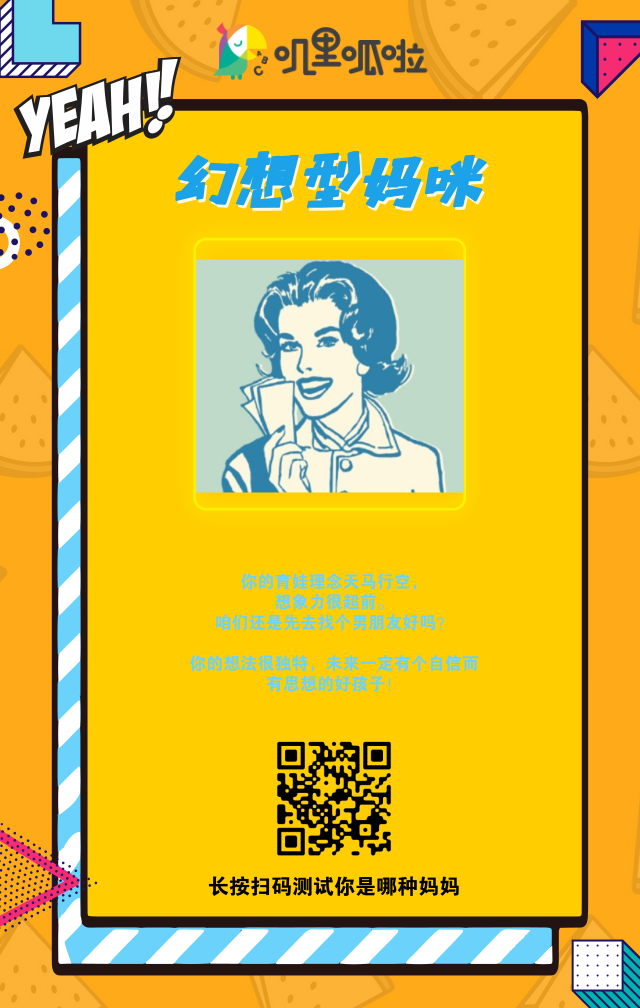 ABC
叽里呱啦
YEAH!!
幻想型妈咪
你的育娃理念天马行空，
想象力很超前。
咱们还是先去找个男朋友好吗？
你的想法很独特，未来一定有个自信而
有思想的好孩子！
长按扫码测试你是哪种妈妈